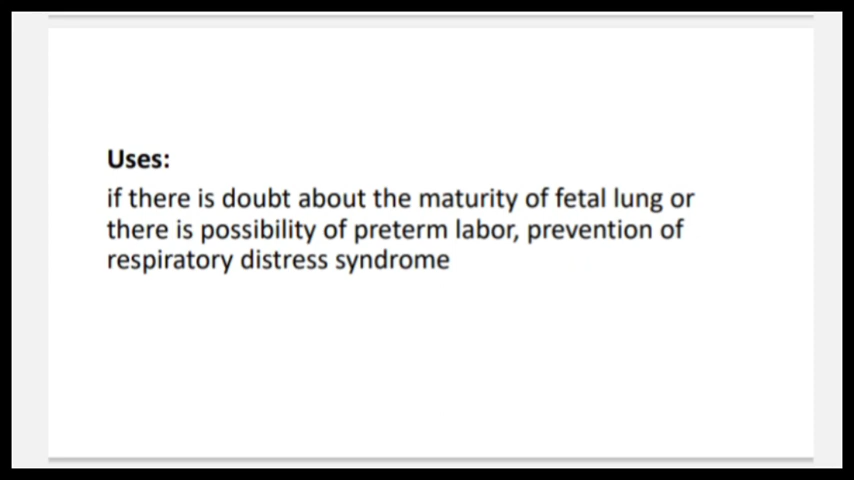 Uses:
if there is doubt about the maturity of fetal lung or
there is possibility of preterm labor, prevention of
respiratory distress syndrome